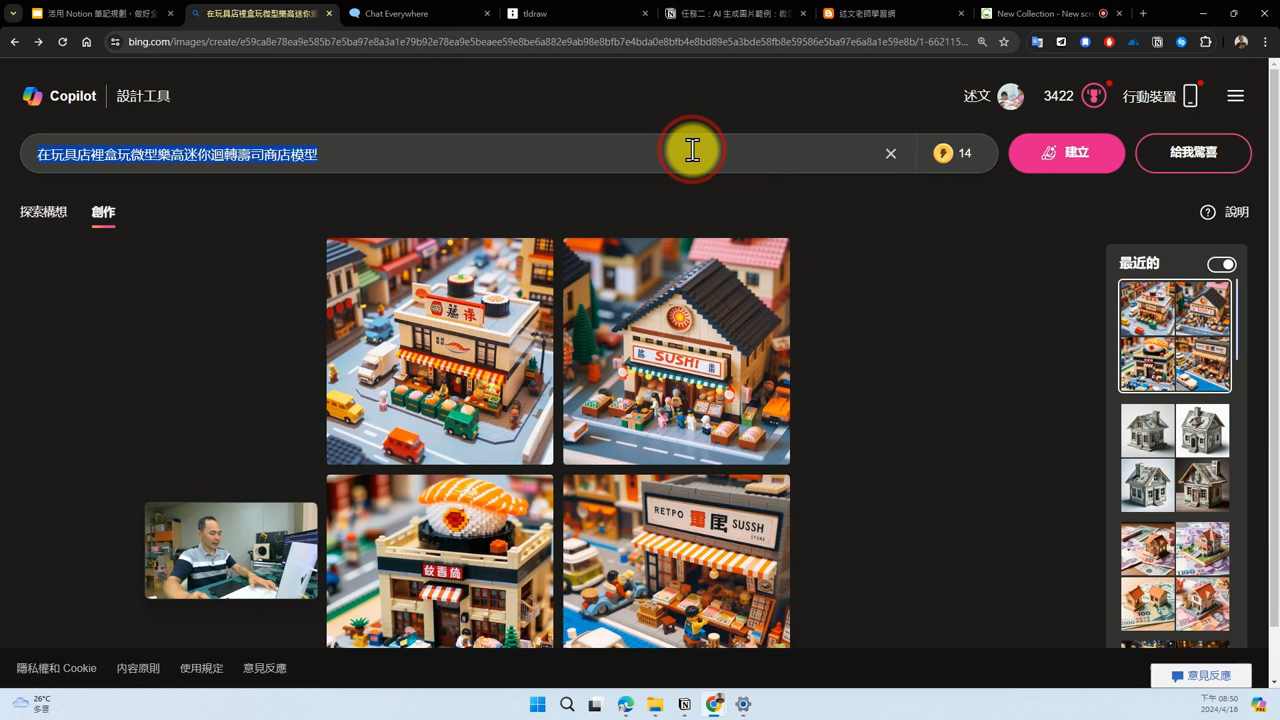 活用 Notion 筆記規劃，做好企
在玩具店裡盒玩微型樂高迷你迴
Chat Everywhere
tldraw
任務二：AI 生成圖片範例：微型
述文老師學習網
New Collection - New scre
bing.com/images/create/e59ca8e78ea9e585b7e5ba97e8a3a1e79b92e78ea9e5beaee59e8be6a882e9ab98e8bfb7e4bda0e8bfb4e8bd89e5a3bde58fb8e59586e5ba97e6a8a1e59e8b/1-662115...
Copilot
設計工具
述文
3422
行動裝置
在玩具店裡盒玩微型樂高迷你迴轉壽司商店模型
14
建立
給我驚喜
探索構想
創作
說明
最近的
SUSHI
RETPO
SUSSH
STORE
隱私權和 Cookie
內容原則
使用規定
意見反應
意見反應
26°C
多雲
下午 08:50
2024/4/18